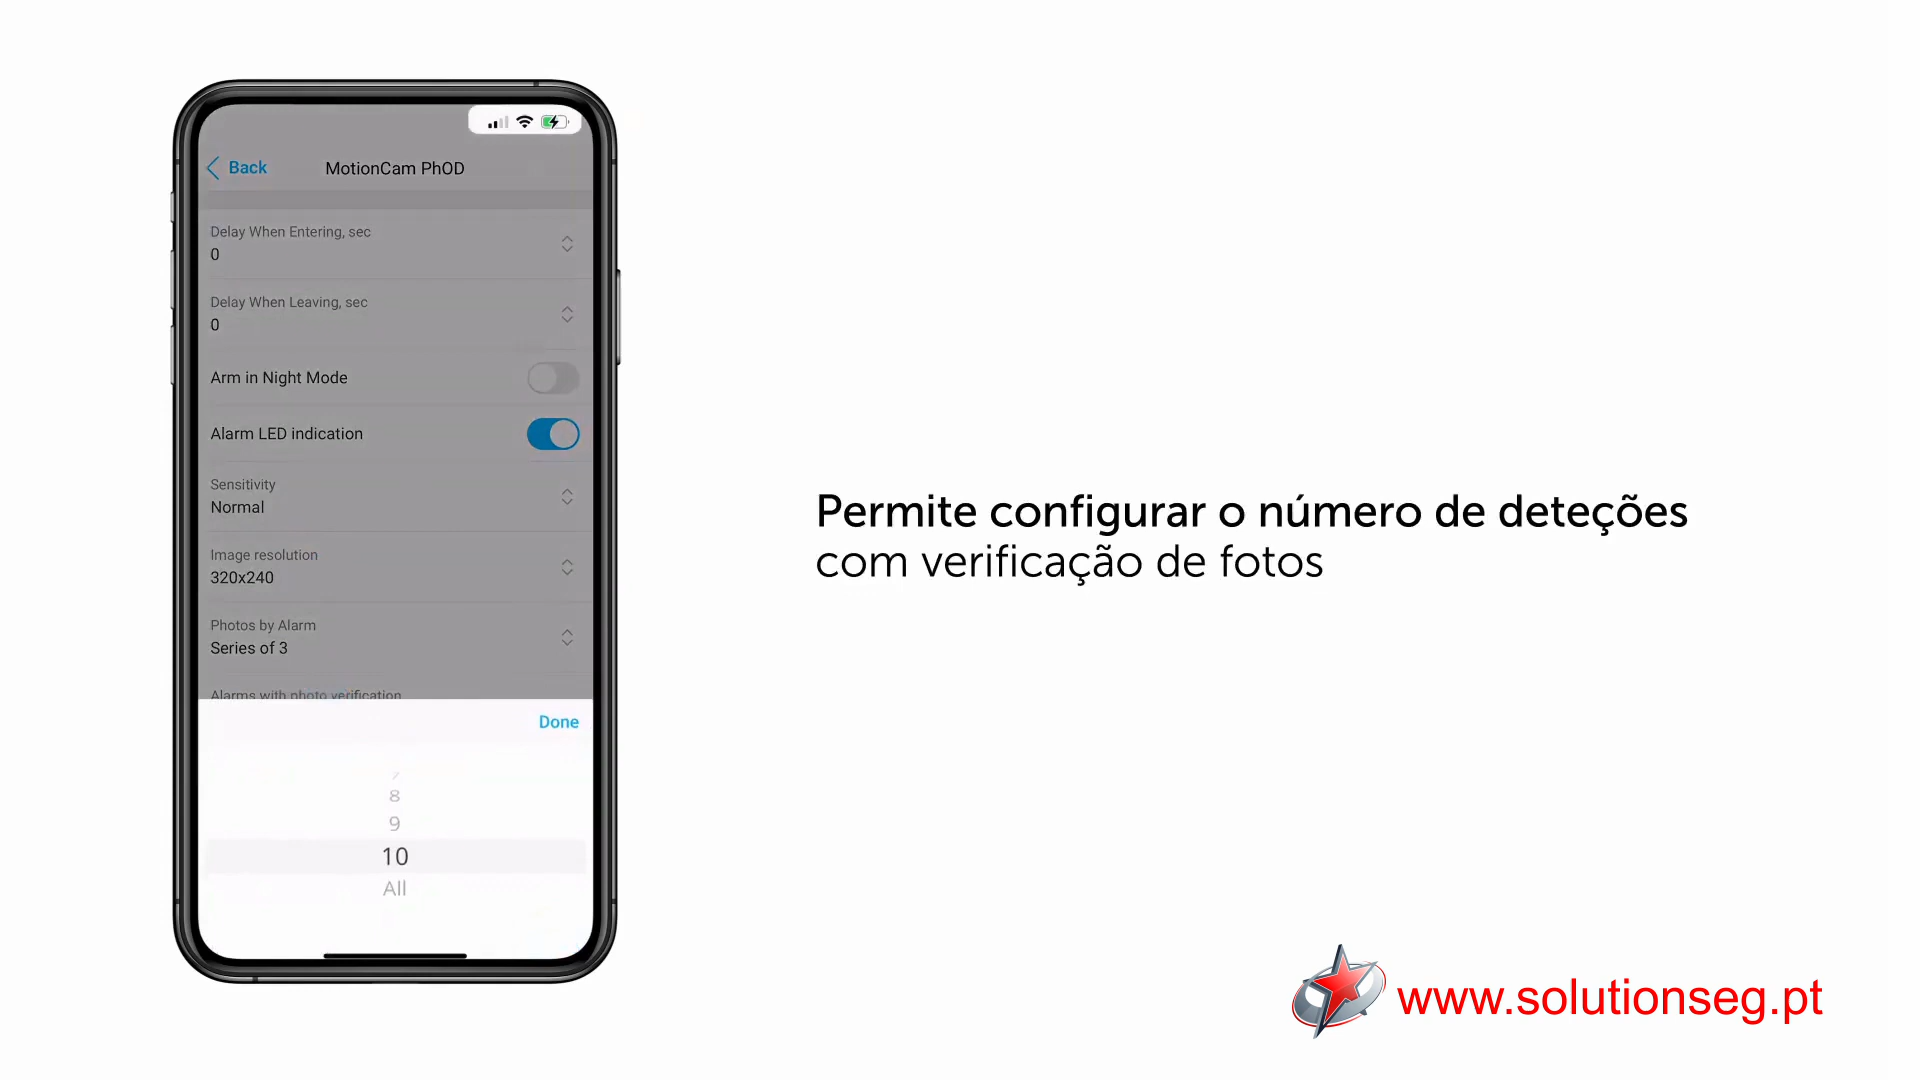 Back
MotionCam PhOD
Delay When Entering, sec
0
Delay When Leaving, sec
0
Arm in Night Mode
Alarm LED indication
Sensitivity
Normal
Image resolution
320x240
Photos by Alarm
Series of 3
Alarms with photo verification
Done
8
9
10
All
Permite configurar o número de deteções
com verificação de fotos
www.solutionseg.pt